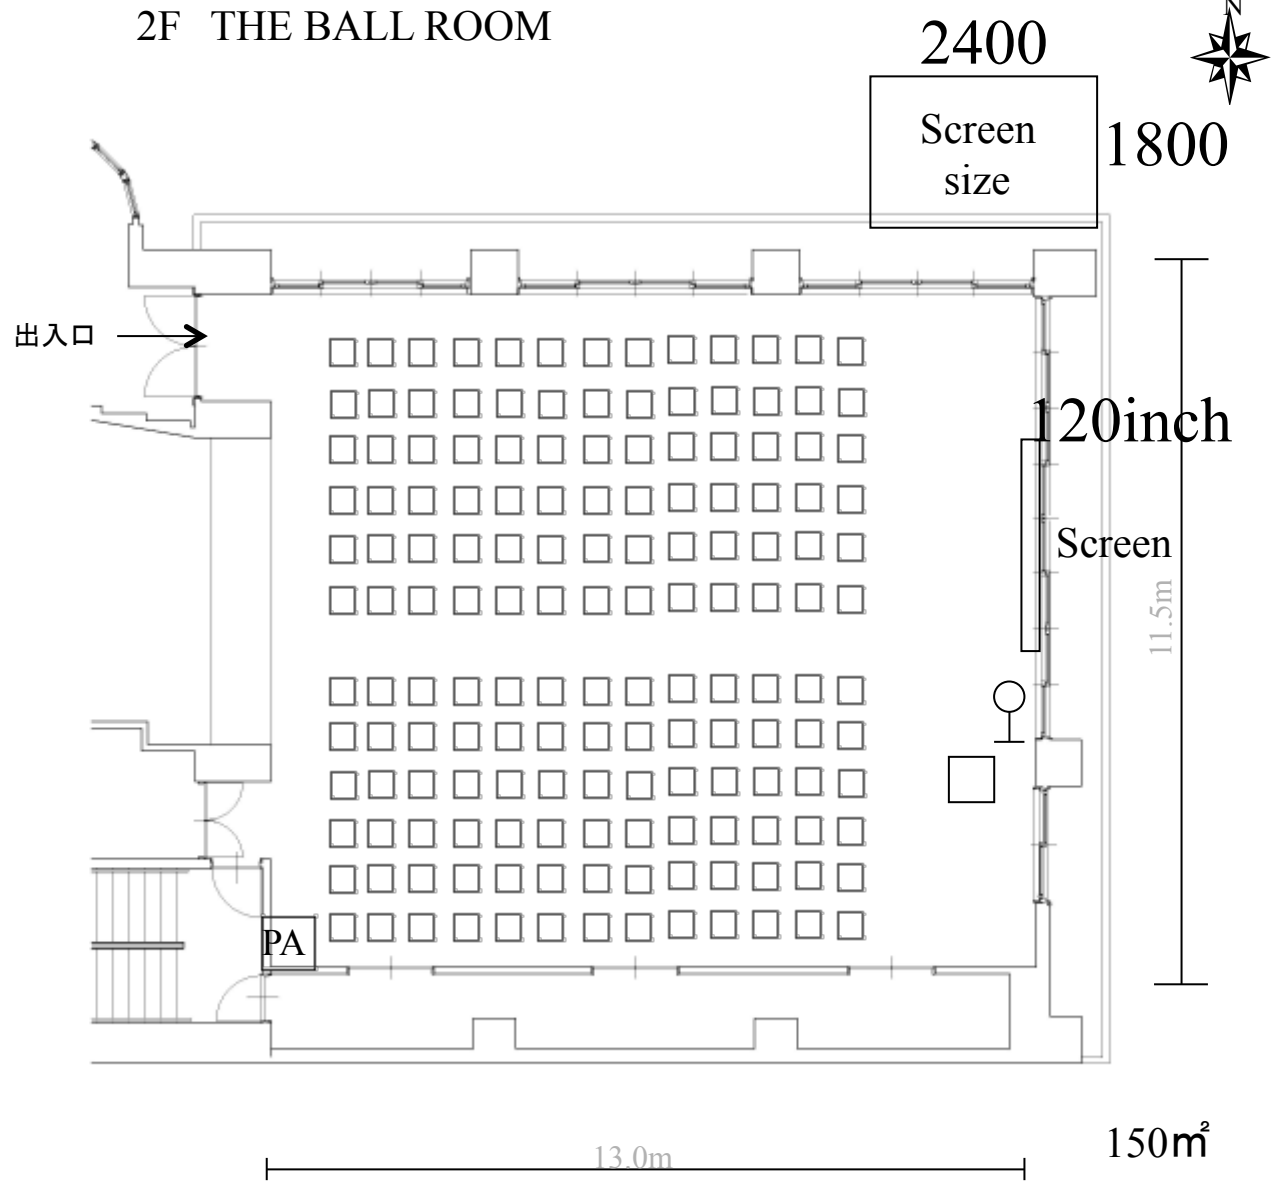 2F THE BALL ROOM
N
2400
Screen
size
1800
出入口
120inch
Screen
11.5m
PA
150㎡
13.0m